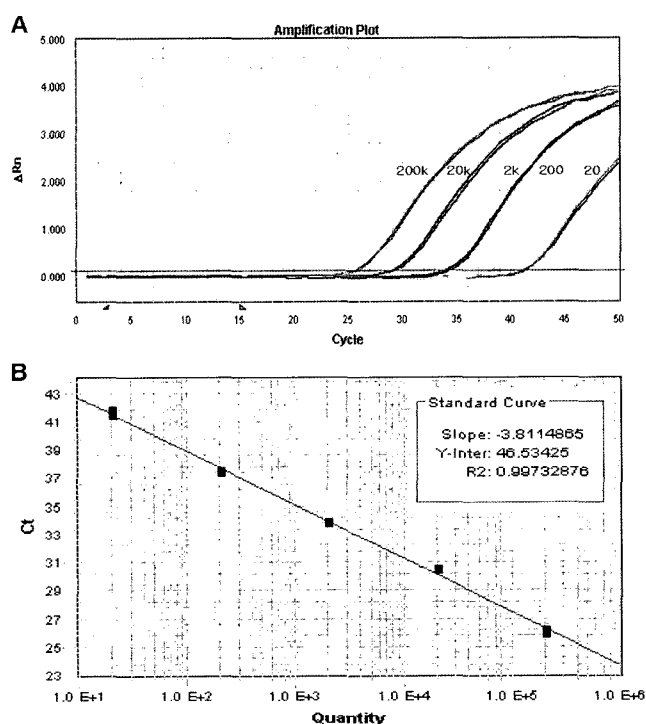 A
Amplification Plot
5.000
4.000
3.000
2.000
1.000
0.000
ΔRn
200k 20k 2k 200 20
0 5 10 15 20 25 30 35 40 45 50
Cycle
B
43
41
39
37
35
33
31
29
27
25
23
Ct
Standard Curve
Slope: -3.8114865
Y-Inter: 46.53425
R2: 0.99732876
1.0 E+1 1.0 E+2 1.0 E+3 1.0 E+4 1.0 E+5 1.0 E+6
Quantity